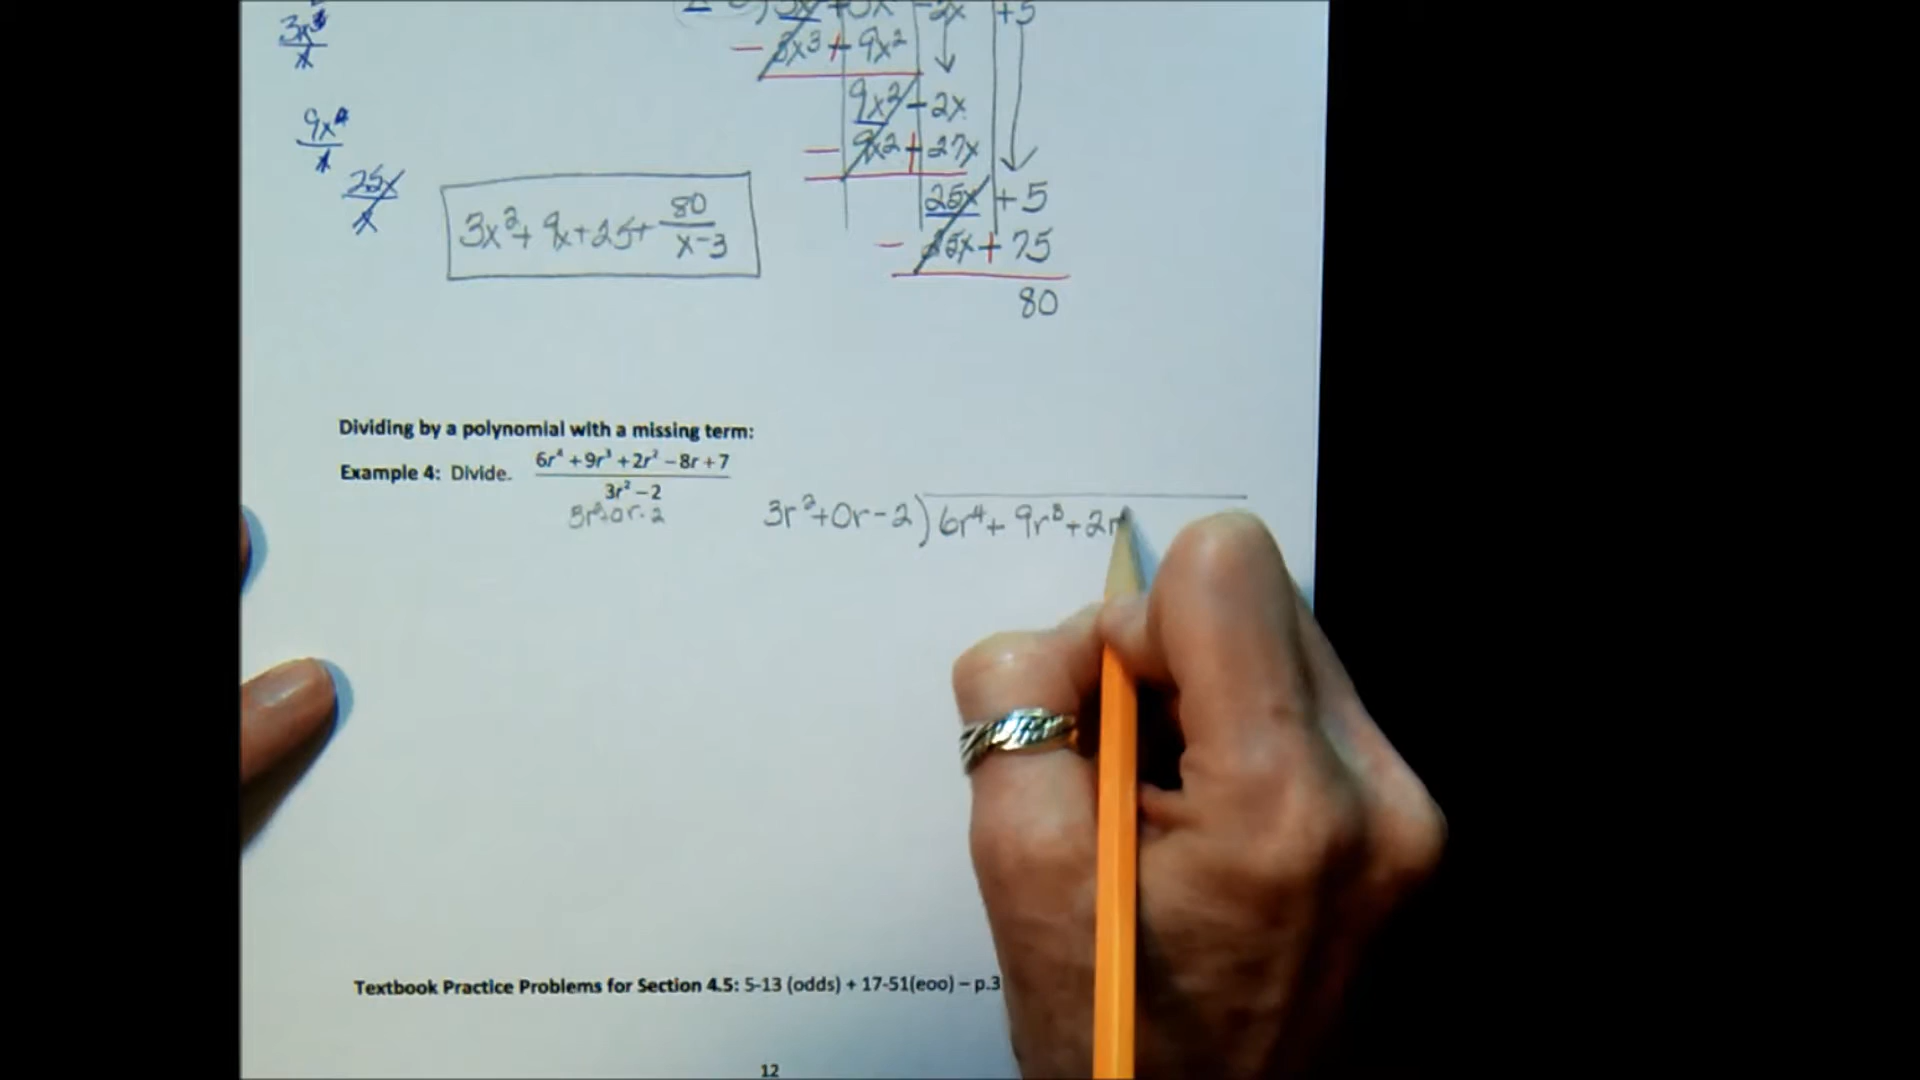 3x³
x
- 3x³ + 9x²
- 2x
+5
9x² - 2x
- 9x² + 27x
9x²
x
25x
x
25x + 5
- 25x + 75
80
3x² + 9x + 25 + 80
x-3
Dividing by a polynomial with a missing term:
Example 4: Divide. 6r⁴ + 9r³ + 2r² − 8r + 7
3r² − 2
3r²+0r-2
3r²+0r-2) 6r⁴+ 9r³+2r
Textbook Practice Problems for Section 4.5: 5-13 (odds) + 17-51(eoo) – p.3
12